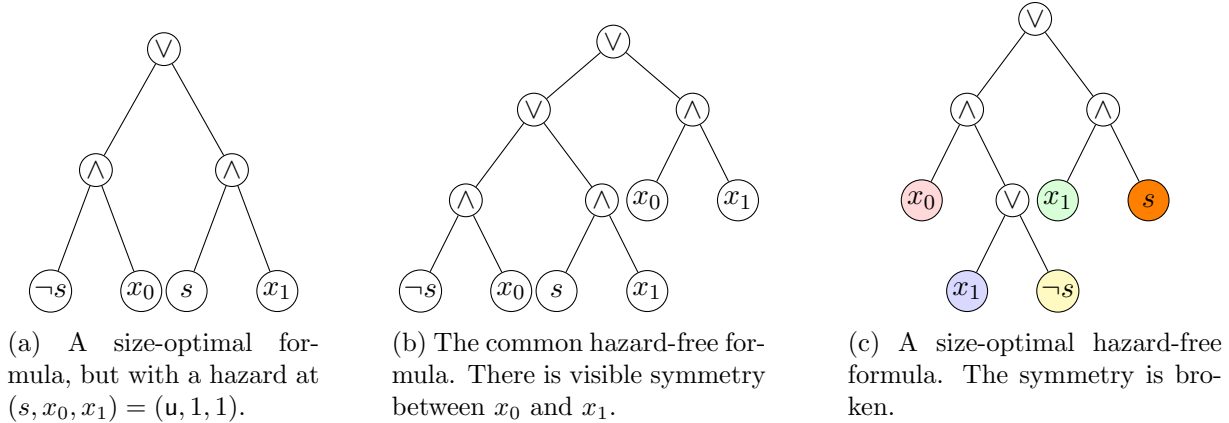 ∨
∨
∨
∧ ∧
∨ ∧
∧ ∧
¬s x₀ s x₁
∧ ∧ x₀ x₁
¬s x₀ s x₁
x₀ ∨ x₁ s
x₁ ¬s
(a) A size-optimal for-
mula, but with a hazard at
(s, x₀, x₁) = (u, 1, 1).
(b) The common hazard-free for-
mula. There is visible symmetry
between x₀ and x₁.
(c) A size-optimal hazard-free
formula. The symmetry is bro-
ken.